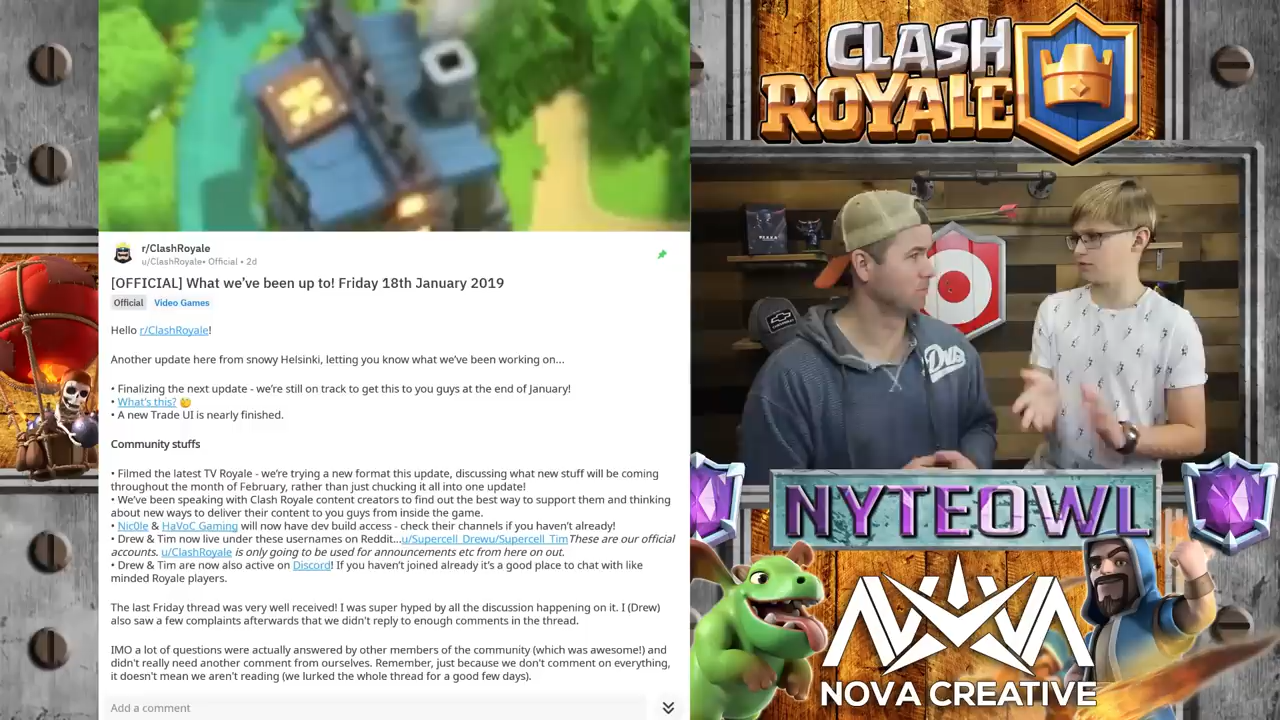 r/ClashRoyale
u/ClashRoyale• Official • 2d
[OFFICIAL] What we’ve been up to! Friday 18th January 2019
Official Video Games
Hello r/ClashRoyale!
Another update here from snowy Helsinki, letting you know what we’ve been working on...
• Finalizing the next update - we’re still on track to get this to you guys at the end of January!
• What's this? 🤔
• A new Trade UI is nearly finished.
Community stuffs
• Filmed the latest TV Royale - we’re trying a new format this update, discussing what new stuff will be coming
throughout the month of February, rather than just chucking it all into one update!
• We’ve been speaking with Clash Royale content creators to find out the best way to support them and thinking
about new ways to deliver their content to you guys from inside the game.
• Nic0le & HaVoC Gaming will now have dev build access - check their channels if you haven’t already!
• Drew & Tim now live under these usernames on Reddit...u/Supercell_Drewu/Supercell_TimThese are our official
accounts. u/ClashRoyale is only going to be used for announcements etc from here on out.
• Drew & Tim are now also active on Discord! If you haven’t joined already it’s a good place to chat with like
minded Royale players.
The last Friday thread was very well received! I was super hyped by all the discussion happening on it. I (Drew)
also saw a few complaints afterwards that we didn't reply to enough comments in the thread.
IMO a lot of questions were actually answered by other members of the community (which was awesome!) and
didn't really need another comment from ourselves. Remember, just because we don't comment on everything,
it doesn't mean we aren't reading (we lurked the whole thread for a good few days).
Add a comment
CLASH
ROYALE
NYTEOWL
NOVA
NOVA CREATIVE